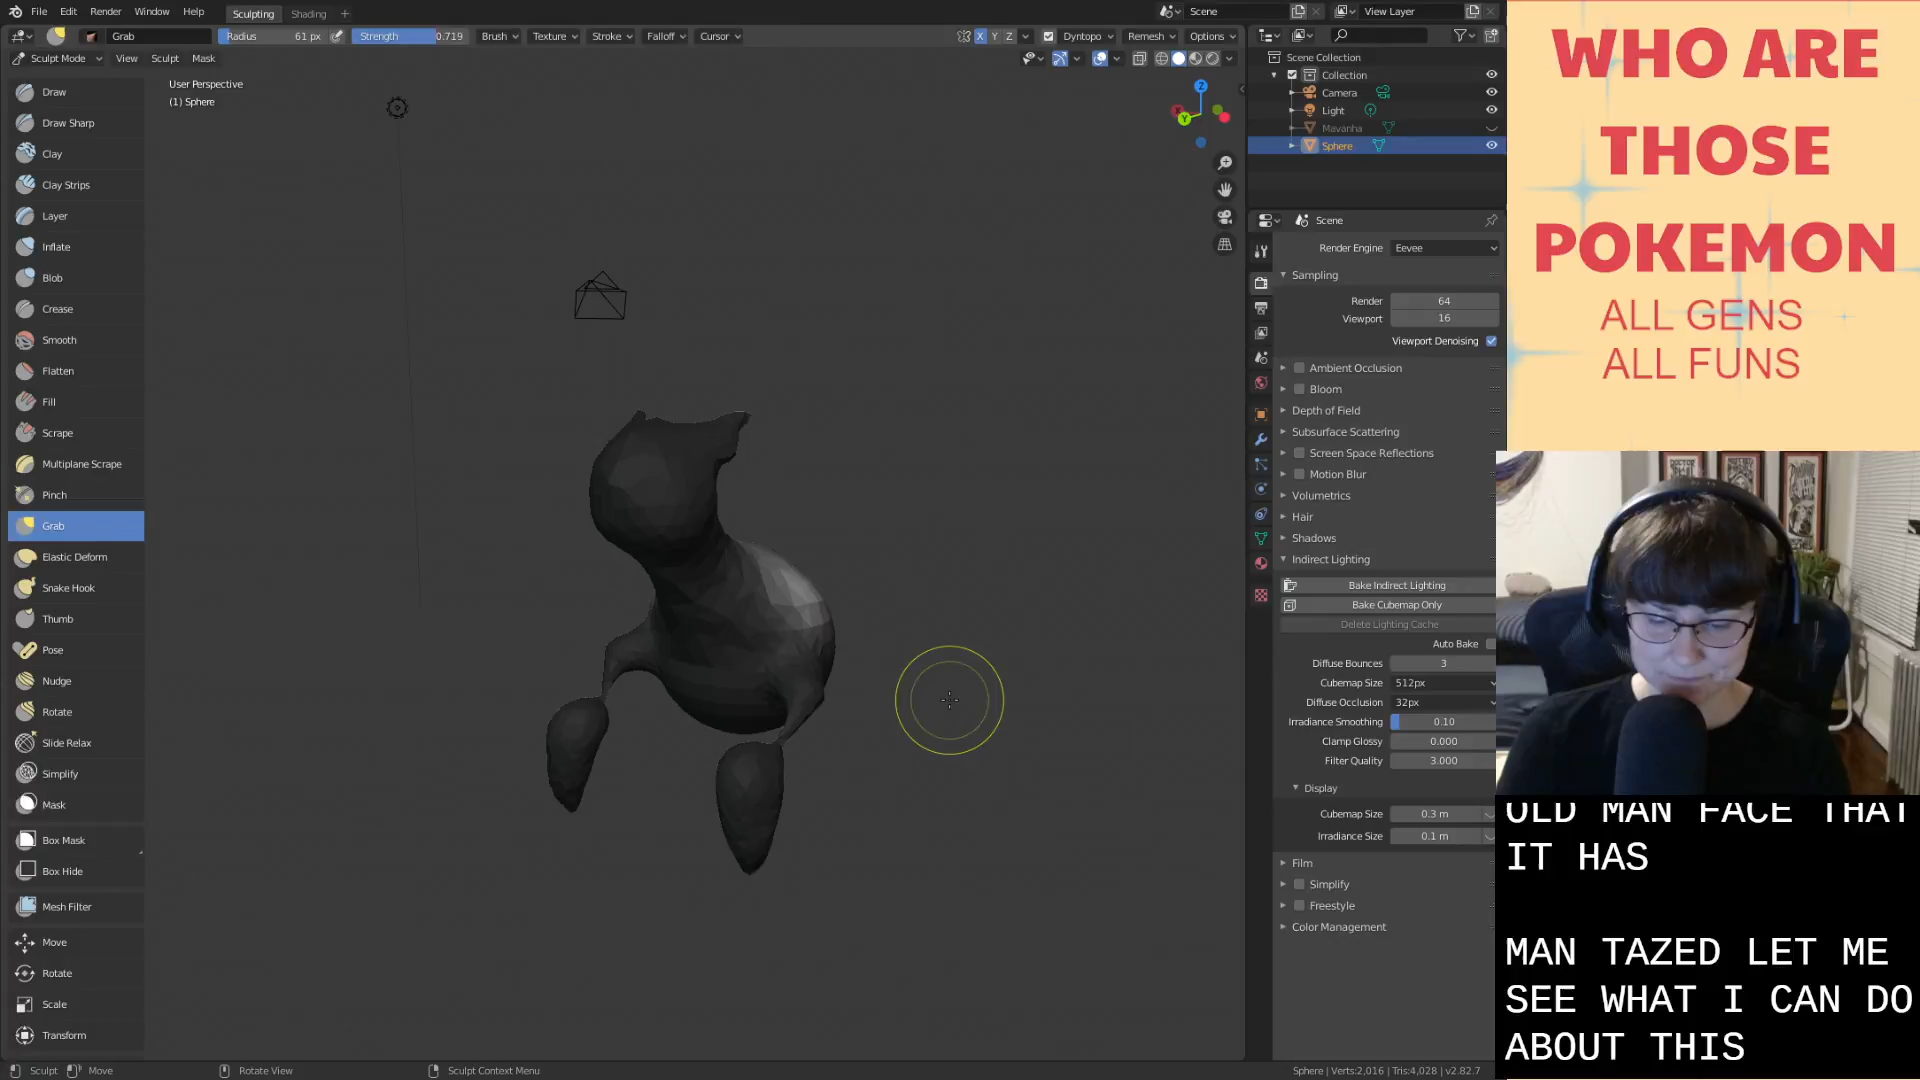 File Edit Render Window Help Sculpting Shading + Scene View Layer
Grab Radius 61 px Strength 0.719 Brush Texture Stroke Falloff Cursor X Y Z Dyntopo Remesh Options
Sculpt Mode View Sculpt Mask
User Perspective
(1) Sphere
Draw
Draw Sharp
Clay
Clay Strips
Layer
Inflate
Blob
Crease
Smooth
Flatten
Fill
Scrape
Multiplane Scrape
Pinch
Grab
Elastic Deform
Snake Hook
Thumb
Pose
Nudge
Rotate
Slide Relax
Simplify
Mask
Box Mask
Box Hide
Mesh Filter
Move
Rotate
Scale
Transform
Z
Y
Scene Collection
Collection
Camera
Light
Mavanha
Sphere
Scene
Render Engine Eevee
Sampling
Render 64
Viewport 16
Viewport Denoising
Ambient Occlusion
Bloom
Depth of Field
Subsurface Scattering
Screen Space Reflections
Motion Blur
Volumetrics
Hair
Shadows
Indirect Lighting
Bake Indirect Lighting
Bake Cubemap Only
Delete Lighting Cache
Auto Bake
Diffuse Bounces 3
Cubemap Size 512px
Diffuse Occlusion 32px
Irradiance Smoothing 0.10
Clamp Glossy 0.000
Filter Quality 3.000
Display
Cubemap Size 0.3 m
Irradiance Size 0.1 m
Film
Simplify
Freestyle
Color Management
WHO ARE
THOSE
POKEMON
ALL GENS
ALL FUNS
OLD MAN FACE THAT
IT HAS
MAN TAZED LET ME
SEE WHAT I CAN DO
ABOUT THIS
Sculpt Move Rotate View Sculpt Context Menu Sphere | Verts:2,016 | Tris:4,028 | v2.82.7